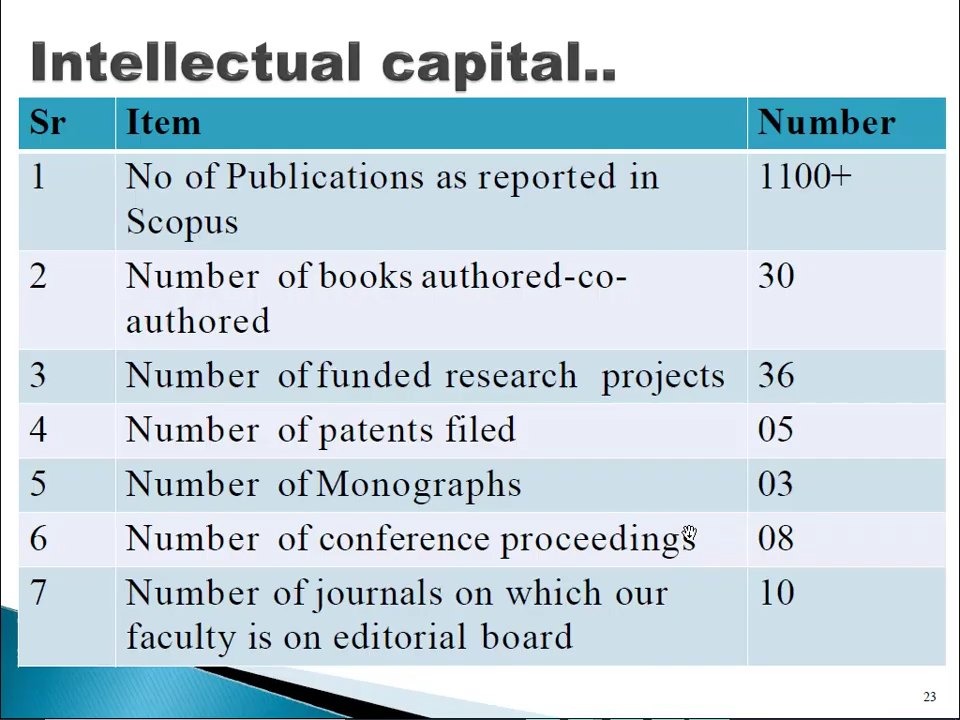 Intellectual capital..
Sr Item Number
1 No of Publications as reported in 1100+
Scopus
2 Number of books authored-co- 30
authored
3 Number of funded research projects 36
4 Number of patents filed 05
5 Number of Monographs 03
6 Number of conference proceedings 08
7 Number of journals on which our 10
faculty is on editorial board
23